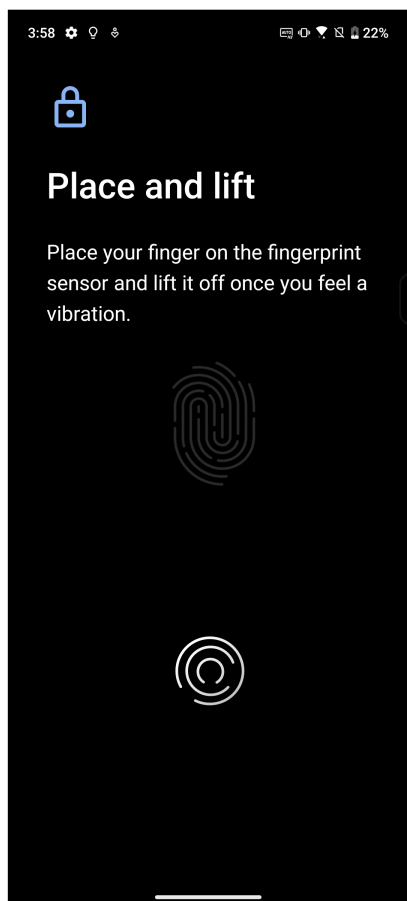 3:58
22%
Place and lift
Place your finger on the fingerprint
sensor and lift it off once you feel a
vibration.